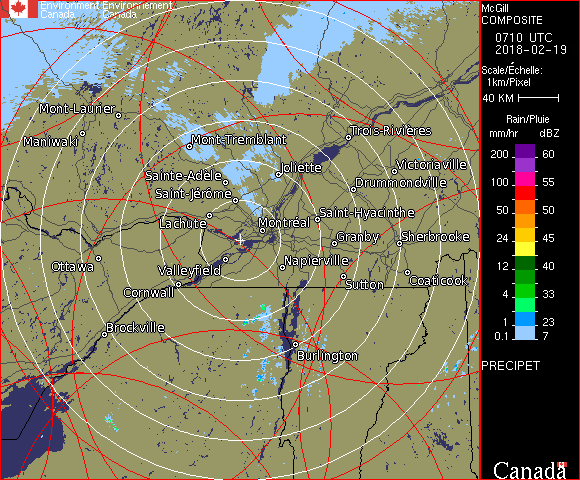 Environment Environnement
Canada Canada
McGill
COMPOSITE
0710 UTC
2018-02-19
Scale/Échelle:
1km/Pixel
40 KM
Rain/Pluie
mm/hr dBZ
200 60
100 55
50 50
24 45
12 40
4 33
1 23
0.1 7
PRECIPET
Canada
Mont-Laurier
Maniwaki
Mont-Tremblant
Trois-Rivières
Sainte-Adèle
Joliette
Victoriaville
Saint-Jérôme
Drummondville
Lachute
Montréal
Saint-Hyacinthe
Granby
Sherbrooke
Ottawa
Valleyfield
Napierville
Cornwall
Sutton
Coaticook
Brockville
Burlington